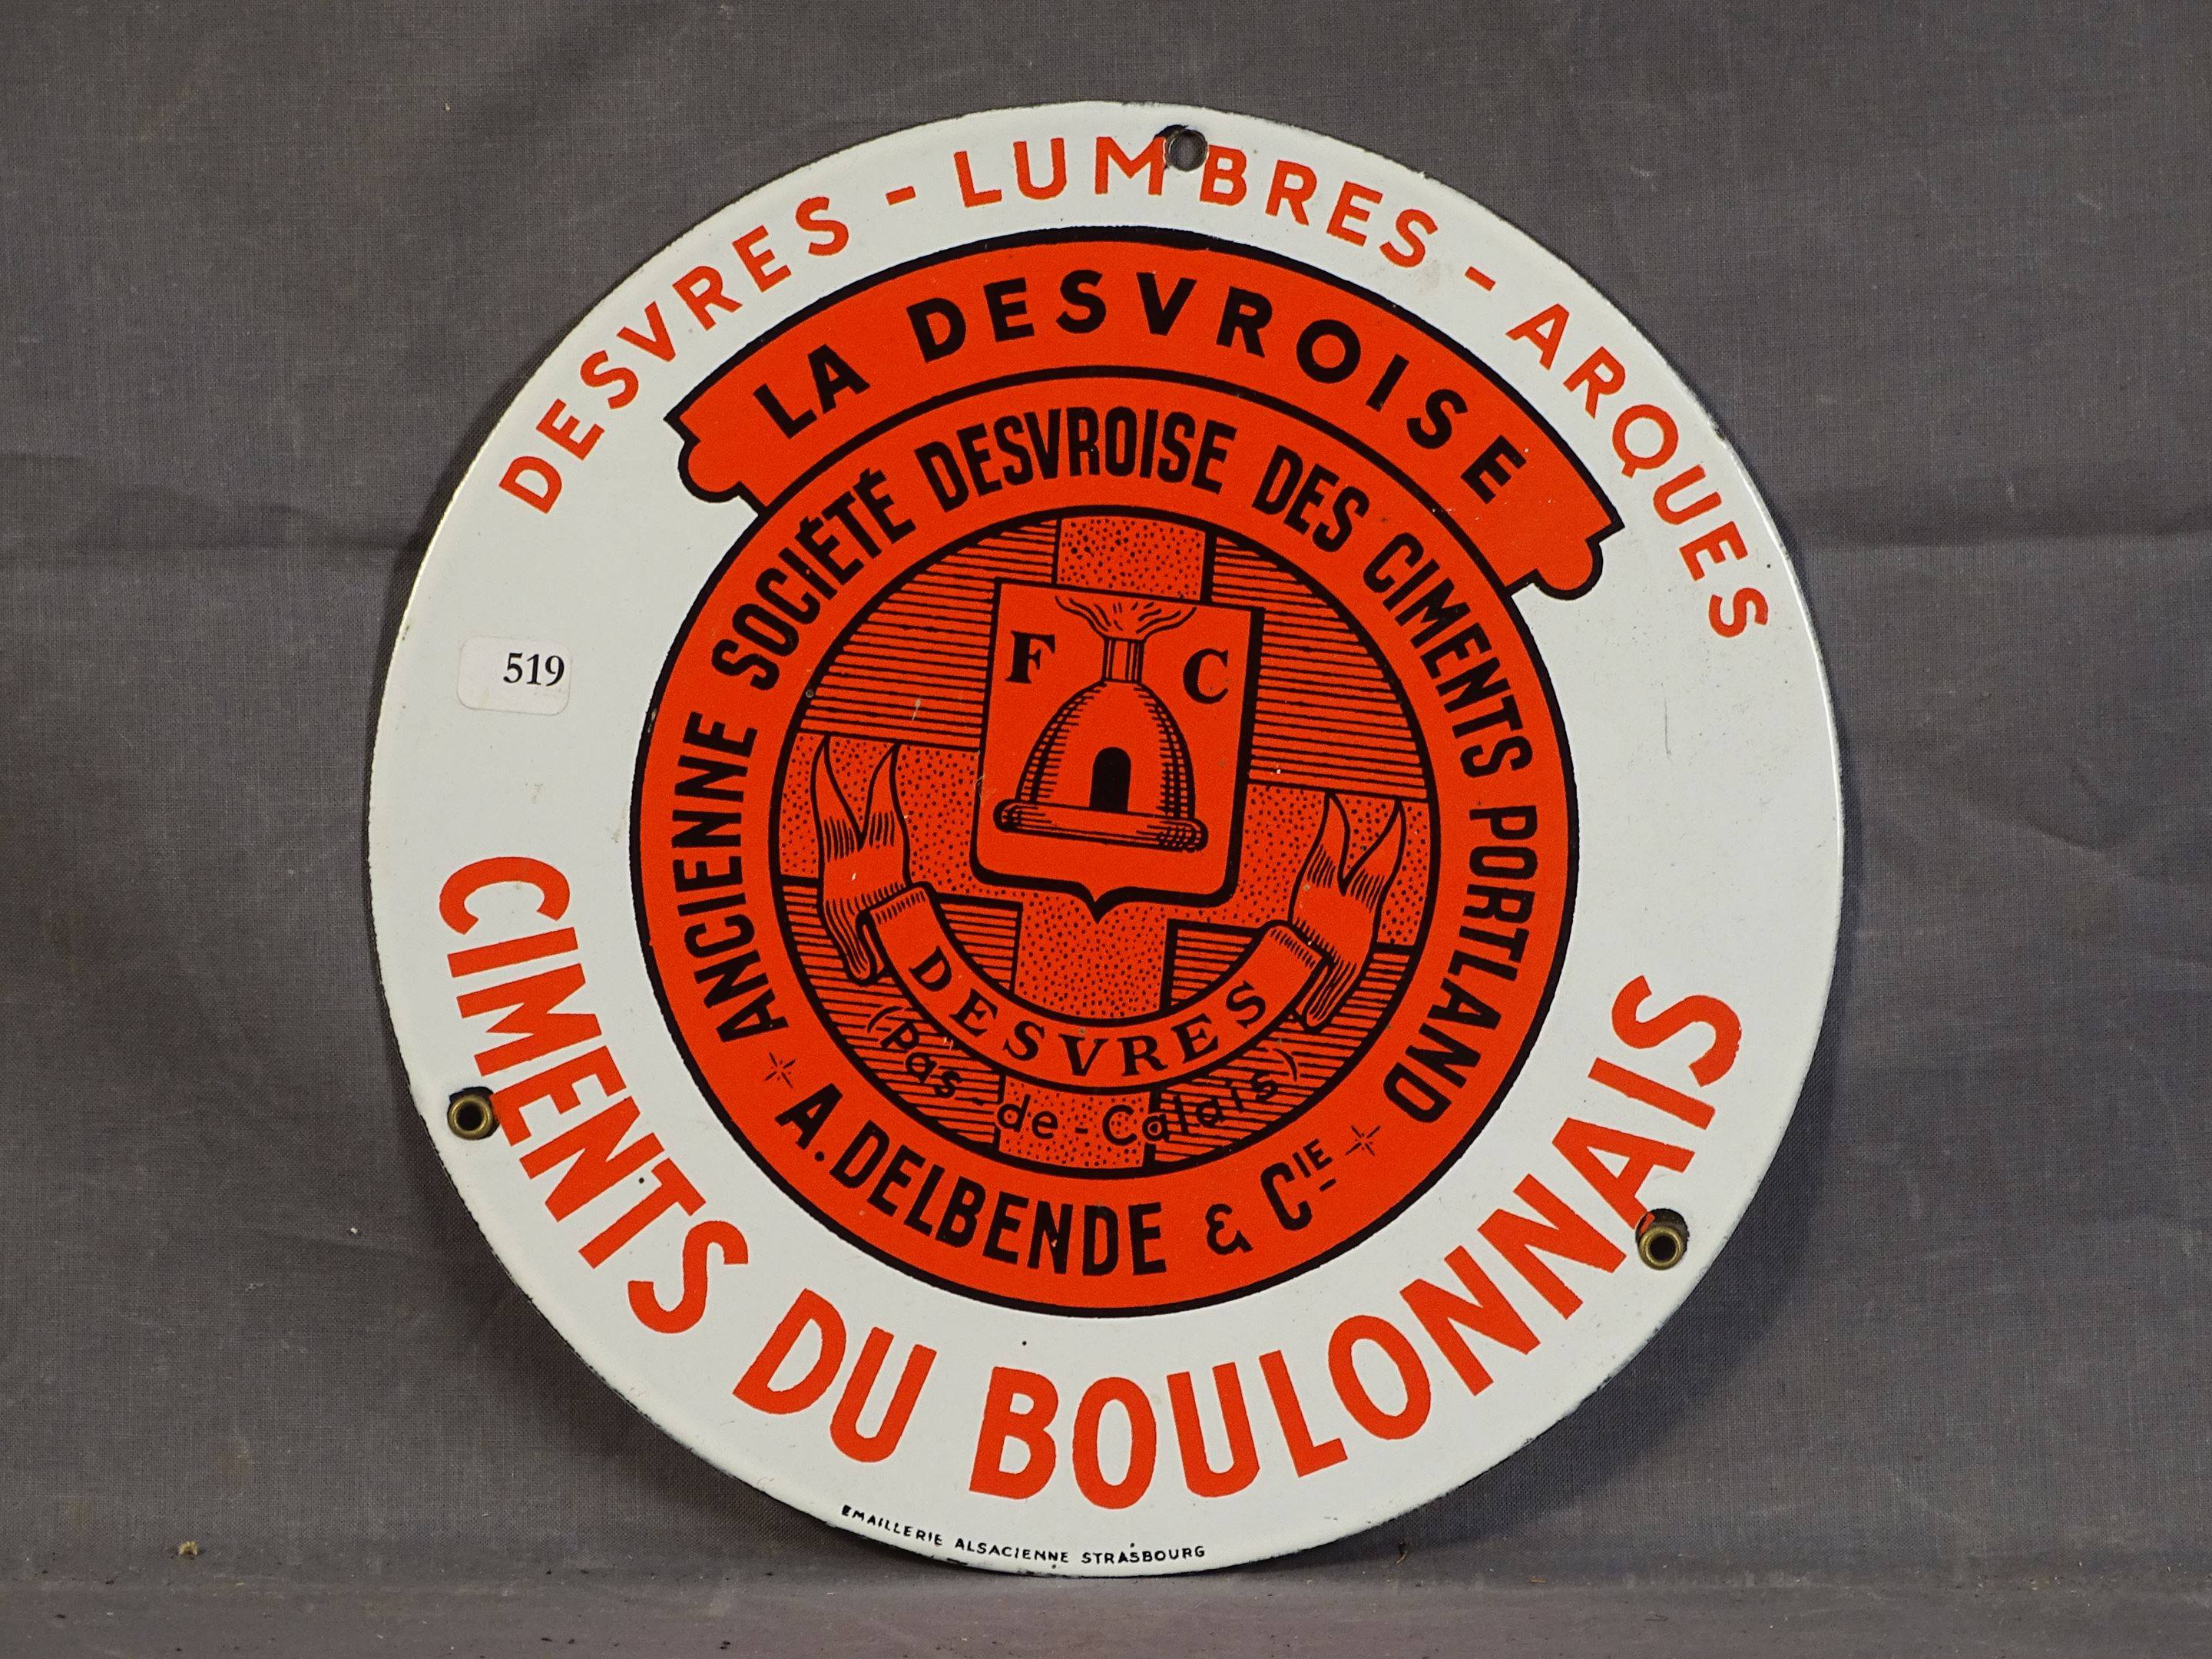 DESVRES - LUMBRES - ARQUES
LA DESVROISE
ANCIENNE SOCIÉTÉ DESVROISE DES CIMENTS PORTLAND
F C
DESVRES
(Pas-de-Calais)
A. DELBENDE & CIE
519
CIMENTS DU BOULONNAIS
EMAILLERIE ALSACIENNE STRASBOURG